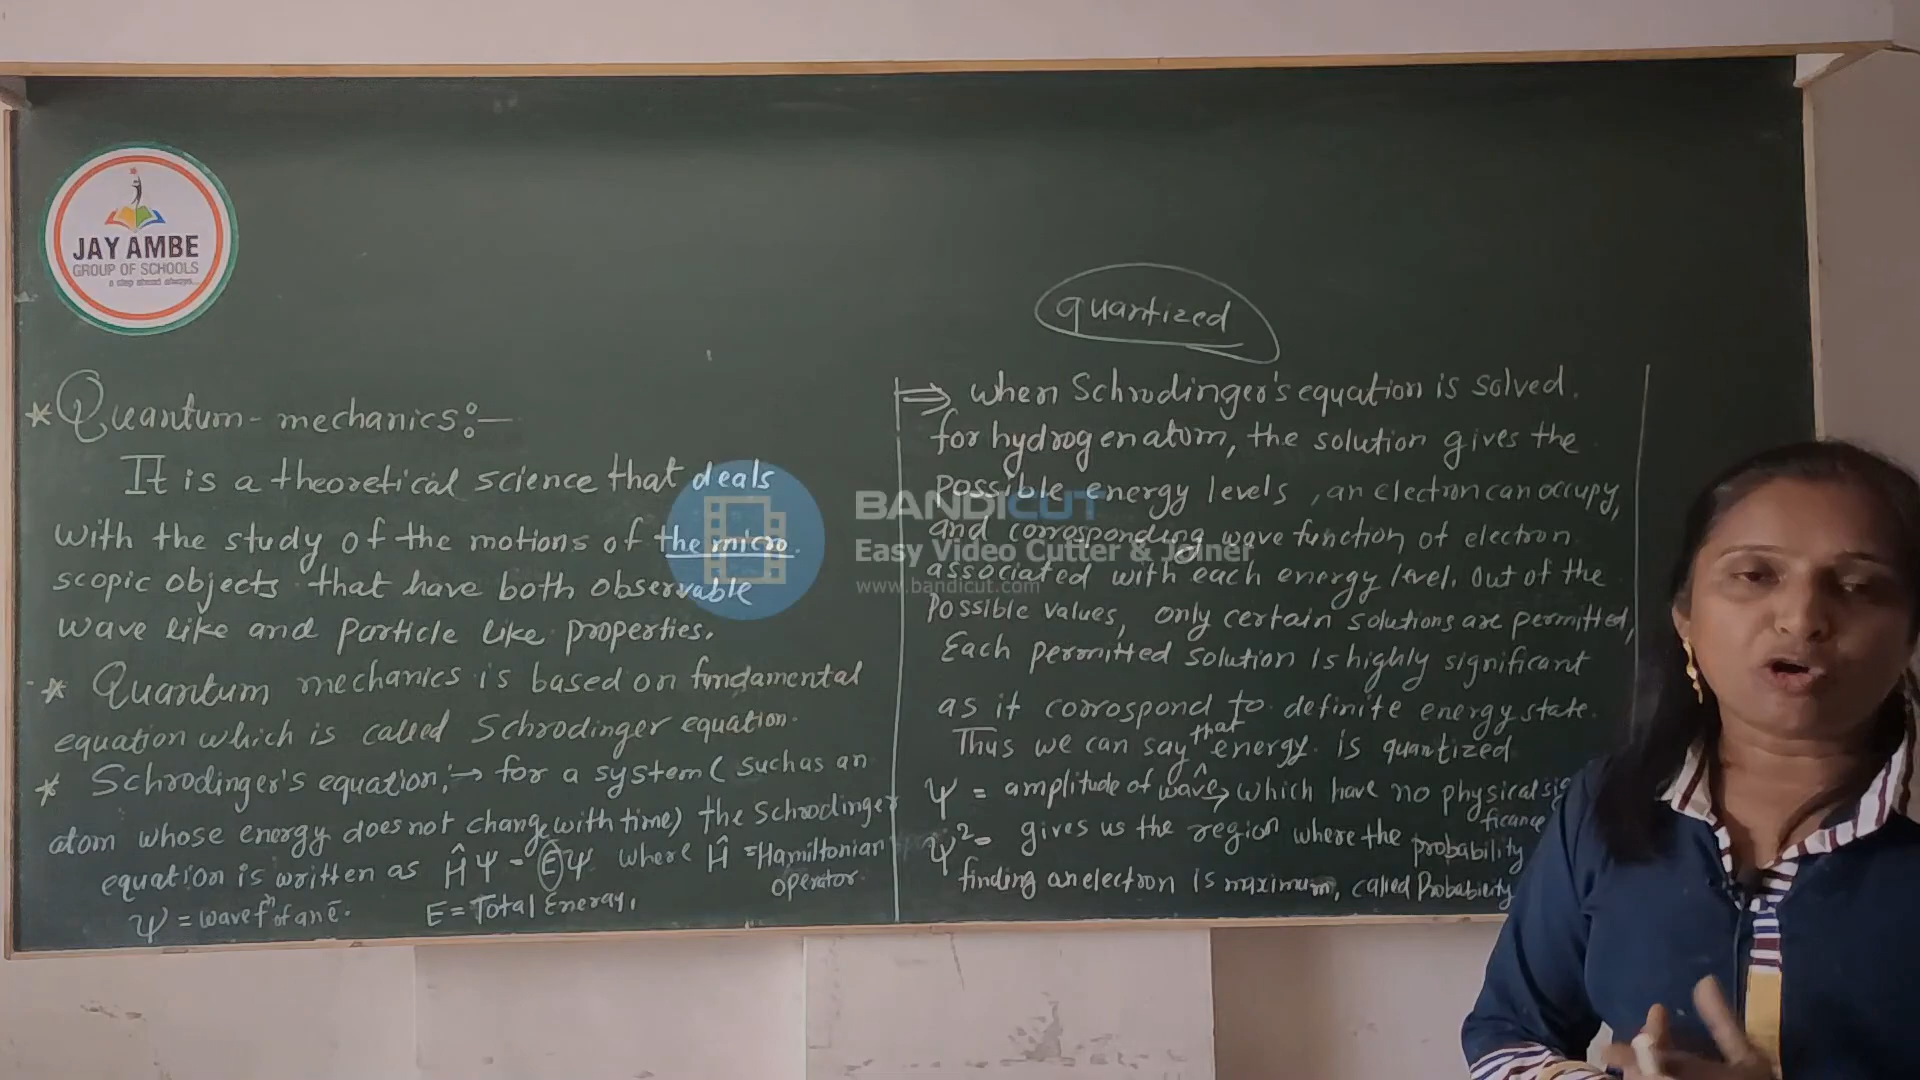 JAY AMBE
GROUP OF SCHOOLS
a step ahead always...
* Quantum - mechanics :-
It is a theoretical science that deals
with the study of the motions of the micro
scopic objects that have both observable
wave like and particle like properties.
* Quantum mechanics is based on fundamental
equation which is called Schrodinger equation.
* Schrodinger's equation :→ for a system ( such as an
atom whose energy does not change with time) the Schrodinger
equation is written as ĤΨ = EΨ where Ĥ = Hamiltonian
operator
Ψ = wave fⁿ of an ē. E = Total Energy.
quantized
⇒ when Schrodinger's equation is solved.
for hydrogen atom, the solution gives the
possible energy levels, an electron can occupy,
and corrosponding wave function of electron
associated with each energy level. Out of the
Possible values, only certain solutions are permitted,
Each permitted solution is highly significant
as it corrospond to definite energy state.
Thus we can say that energy is quantized
Ψ = amplitude of wave → which have no physical sig
ficance
Ψ² = gives us the region where the probability
finding an electron is maximum, called Probability
BANDICUT
Easy Video Cutter & Joiner
www.bandicut.com